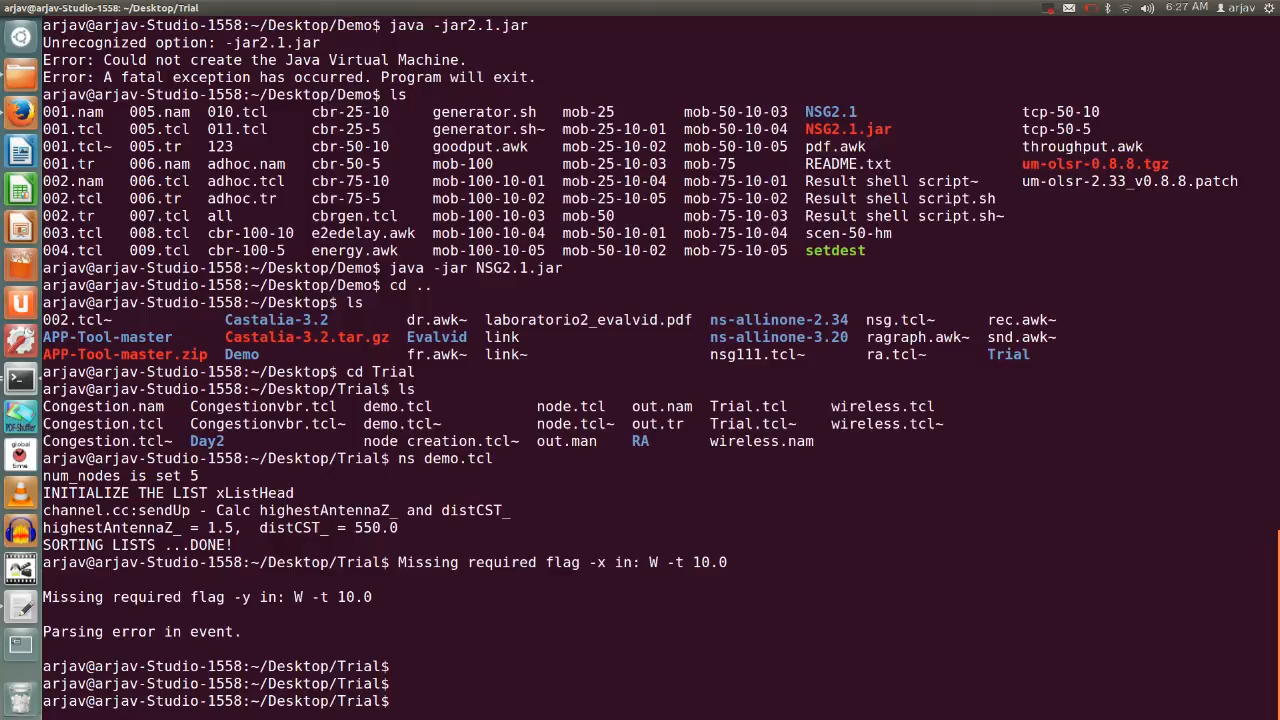 arjav@arjav-Studio-1558: ~/Desktop/Trial 6:27 AM arjav
arjav@arjav-Studio-1558:~/Desktop/Demo$ java -jar2.1.jar
Unrecognized option: -jar2.1.jar
Error: Could not create the Java Virtual Machine.
Error: A fatal exception has occurred. Program will exit.
arjav@arjav-Studio-1558:~/Desktop/Demo$ ls
001.nam 005.nam 010.tcl cbr-25-10 generator.sh mob-25 mob-50-10-03 NSG2.1 tcp-50-10
001.tcl 005.tcl 011.tcl cbr-25-5 generator.sh~ mob-25-10-01 mob-50-10-04 NSG2.1.jar tcp-50-5
001.tcl~ 005.tr 123 cbr-50-10 goodput.awk mob-25-10-02 mob-50-10-05 pdf.awk throughput.awk
001.tr 006.nam adhoc.nam cbr-50-5 mob-100 mob-25-10-03 mob-75 README.txt um-olsr-0.8.8.tgz
002.nam 006.tcl adhoc.tcl cbr-75-10 mob-100-10-01 mob-25-10-04 mob-75-10-01 Result shell script~ um-olsr-2.33_v0.8.8.patch
002.tcl 006.tr adhoc.tr cbr-75-5 mob-100-10-02 mob-25-10-05 mob-75-10-02 Result shell script.sh
002.tr 007.tcl all cbrgen.tcl mob-100-10-03 mob-50 mob-75-10-03 Result shell script.sh~
003.tcl 008.tcl cbr-100-10 e2edelay.awk mob-100-10-04 mob-50-10-01 mob-75-10-04 scen-50-hm
004.tcl 009.tcl cbr-100-5 energy.awk mob-100-10-05 mob-50-10-02 mob-75-10-05 setdest
arjav@arjav-Studio-1558:~/Desktop/Demo$ java -jar NSG2.1.jar
arjav@arjav-Studio-1558:~/Desktop/Demo$ cd ..
arjav@arjav-Studio-1558:~/Desktop$ ls
002.tcl~ Castalia-3.2 dr.awk~ laboratorio2_evalvid.pdf ns-allinone-2.34 nsg.tcl~ rec.awk~
APP-Tool-master Castalia-3.2.tar.gz Evalvid link ns-allinone-3.20 ragraph.awk~ snd.awk~
APP-Tool-master.zip Demo fr.awk~ link~ nsg111.tcl~ ra.tcl~ Trial
arjav@arjav-Studio-1558:~/Desktop$ cd Trial
arjav@arjav-Studio-1558:~/Desktop/Trial$ ls
Congestion.nam Congestionvbr.tcl demo.tcl node.tcl out.nam Trial.tcl wireless.tcl
Congestion.tcl Congestionvbr.tcl~ demo.tcl~ node.tcl~ out.tr Trial.tcl~ wireless.tcl~
Congestion.tcl~ Day2 node creation.tcl~ out.man RA wireless.nam
arjav@arjav-Studio-1558:~/Desktop/Trial$ ns demo.tcl
num_nodes is set 5
INITIALIZE THE LIST xListHead
channel.cc:sendUp - Calc highestAntennaZ_ and distCST_
highestAntennaZ_ = 1.5, distCST_ = 550.0
SORTING LISTS ...DONE!
arjav@arjav-Studio-1558:~/Desktop/Trial$ Missing required flag -x in: W -t 10.0
Missing required flag -y in: W -t 10.0
Parsing error in event.
arjav@arjav-Studio-1558:~/Desktop/Trial$
arjav@arjav-Studio-1558:~/Desktop/Trial$
arjav@arjav-Studio-1558:~/Desktop/Trial$